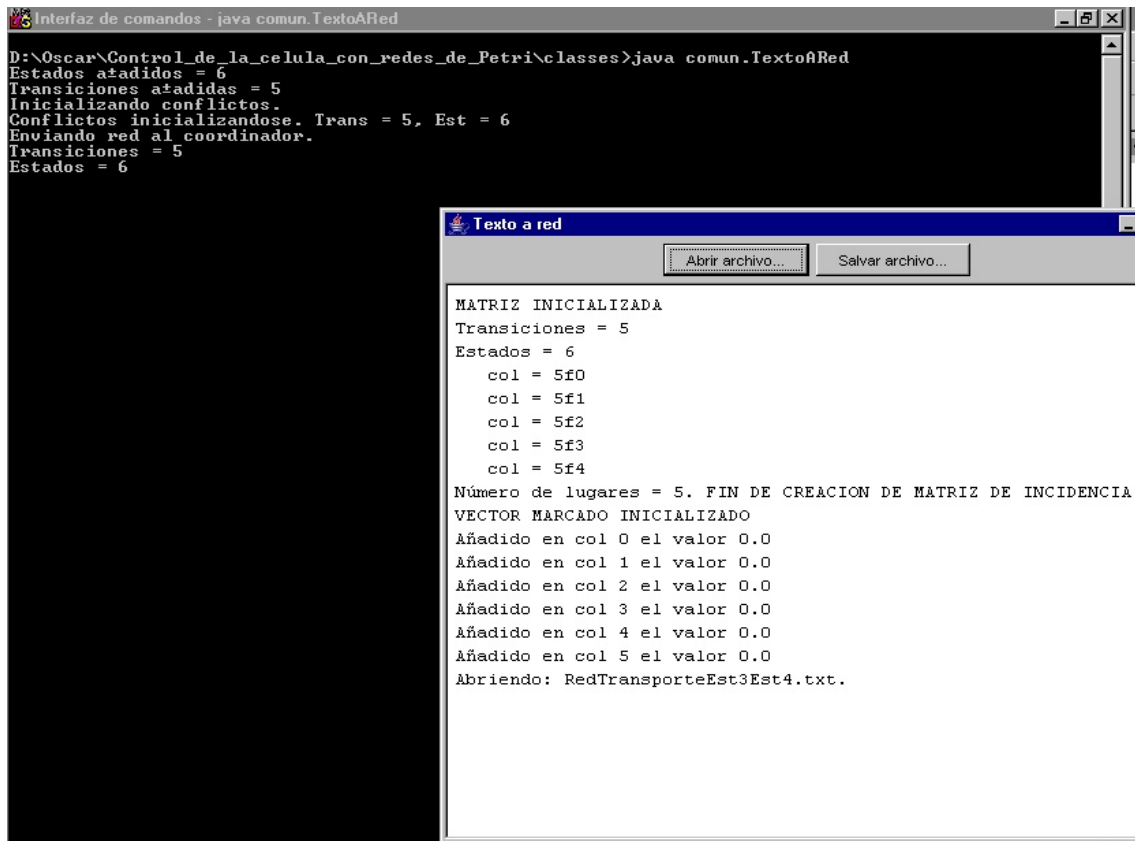 Interfaz de comandos - java comun.TextoARed
D:\Oscar\Control_de_la_celula_con_redes_de_Petri\classes>java comun.TextoARed
Estados a±adidos = 6
Transiciones a±adidas = 5
Inicializando conflictos.
Conflictos inicializandose. Trans = 5, Est = 6
Enviando red al coordinador.
Transiciones = 5
Estados = 6
Texto a red
Abrir archivo...
Salvar archivo...
MATRIZ INICIALIZADA
Transiciones = 5
Estados = 6
col = 5f0
col = 5f1
col = 5f2
col = 5f3
col = 5f4
Número de lugares = 5. FIN DE CREACION DE MATRIZ DE INCIDENCIA
VECTOR MARCADO INICIALIZADO
Añadido en col 0 el valor 0.0
Añadido en col 1 el valor 0.0
Añadido en col 2 el valor 0.0
Añadido en col 3 el valor 0.0
Añadido en col 4 el valor 0.0
Añadido en col 5 el valor 0.0
Abriendo: RedTransporteEst3Est4.txt.